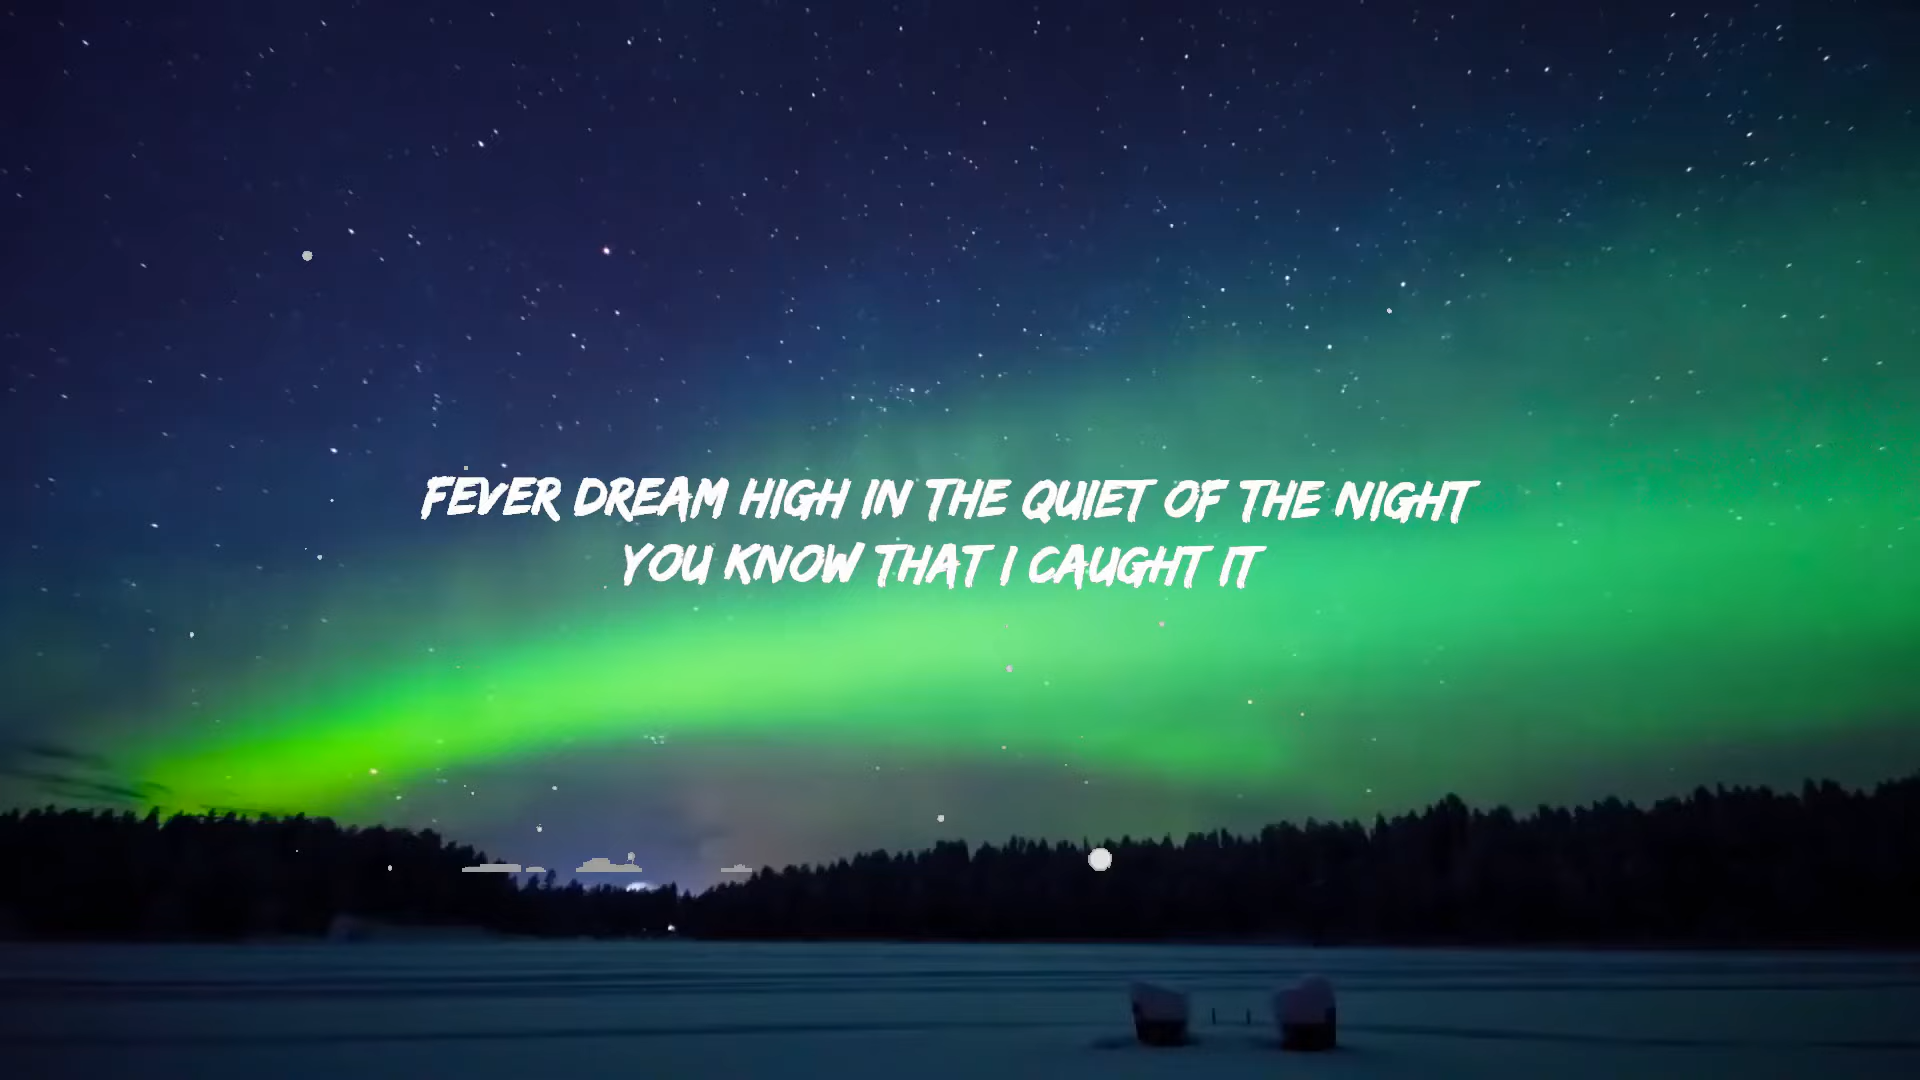 FEVER DREAM HIGH IN THE QUIET OF THE NIGHT
YOU KNOW THAT I CAUGHT IT